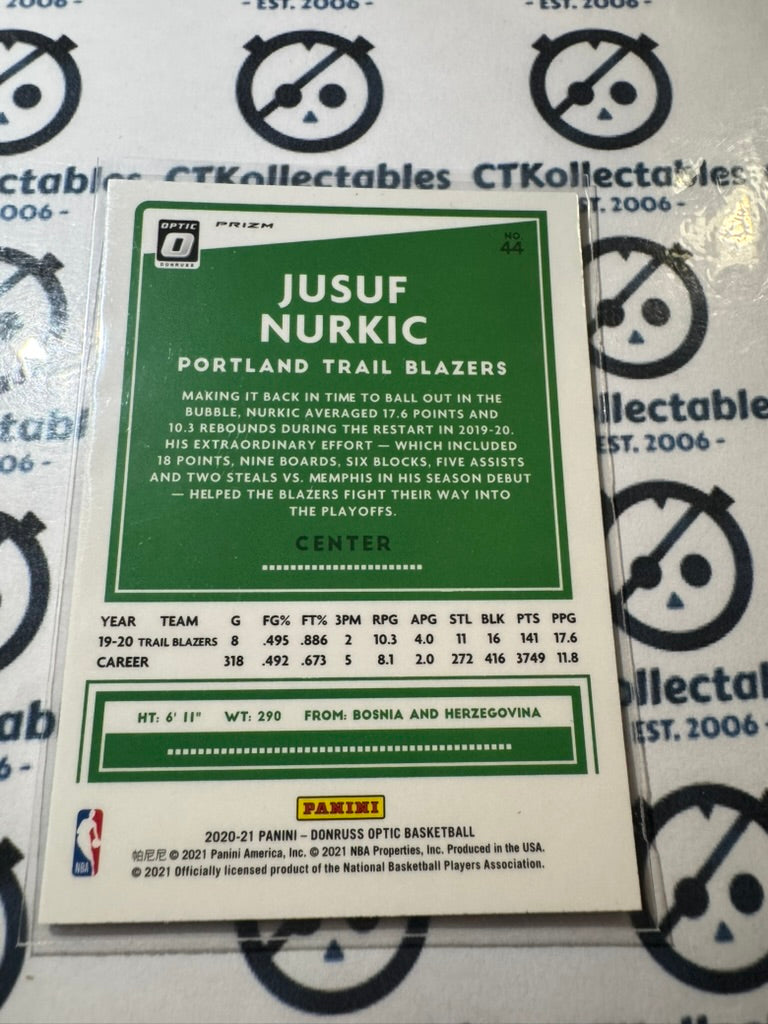 2006 -
- EST. 2006 -
- EST. 2006 -
ctables
CTKollectables
CTKollectables
006 -
ST. 2006 -
OPTIC
DONRUSS
PRIZM
NO.
44
JUSUF
NURKIC
PORTLAND TRAIL BLAZERS
MAKING IT BACK IN TIME TO BALL OUT IN THE
BUBBLE, NURKIC AVERAGED 17.6 POINTS AND
10.3 REBOUNDS DURING THE RESTART IN 2019-20.
HIS EXTRAORDINARY EFFORT — WHICH INCLUDED
18 POINTS, NINE BOARDS, SIX BLOCKS, FIVE ASSISTS
AND TWO STEALS VS. MEMPHIS IN HIS SEASON DEBUT
— HELPED THE BLAZERS FIGHT THEIR WAY INTO
THE PLAYOFFS.
CENTER
YEAR TEAM G FG% FT% 3PM RPG APG STL BLK PTS PPG
19-20 TRAIL BLAZERS 8 .495 .886 2 10.3 4.0 11 16 141 17.6
CAREER 318 .492 .673 5 8.1 2.0 272 416 3749 11.8
HT: 6' 11" WT: 290 FROM: BOSNIA AND HERZEGOVINA
PANINI
2020-21 PANINI – DONRUSS OPTIC BASKETBALL
帕尼尼 © 2021 Panini America, Inc. © 2021 NBA Properties, Inc. Produced in the USA.
© 2021 Officially licensed product of the National Basketball Players Association.
NBA
llectables
EST. 2006 -
ollectal
EST. 2006 -